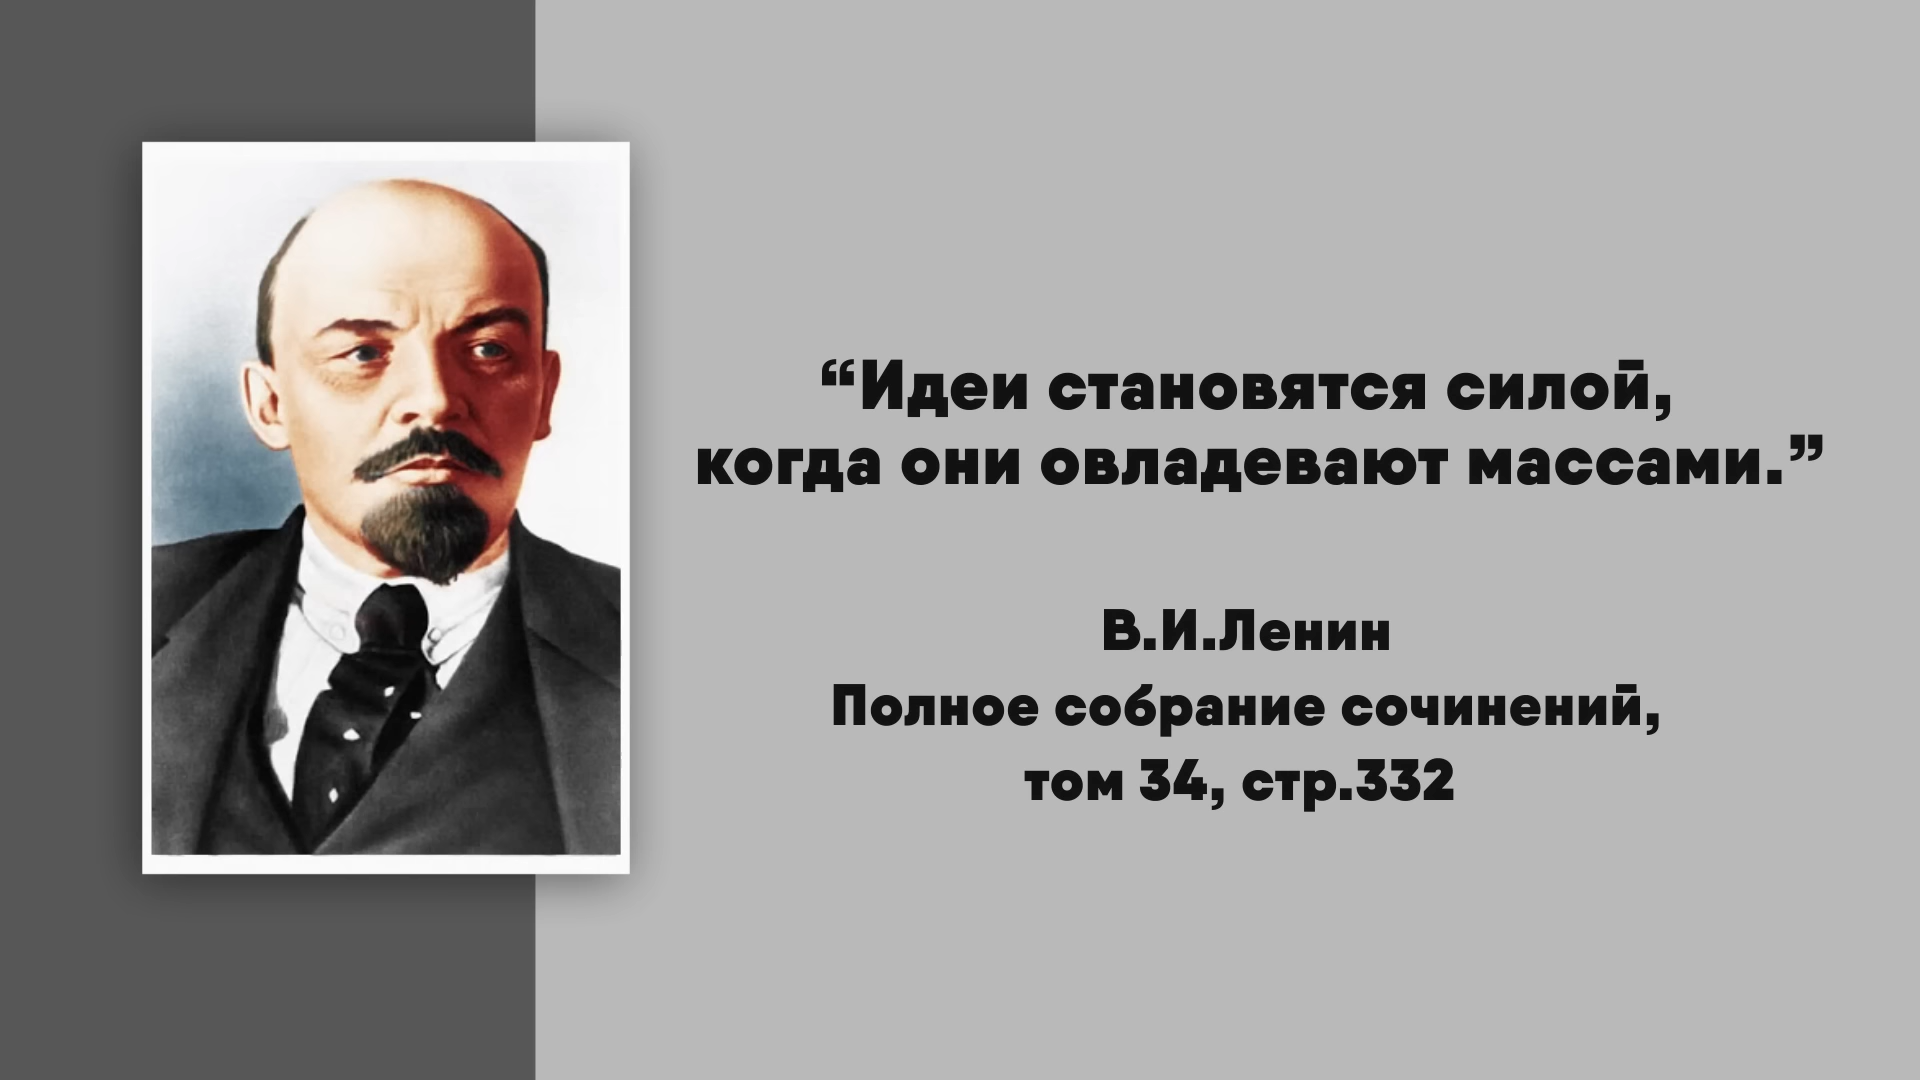 “Идеи становятся силой,
когда они овладевают массами.”
В.И.Ленин
Полное собрание сочинений,
том 34, стр.332